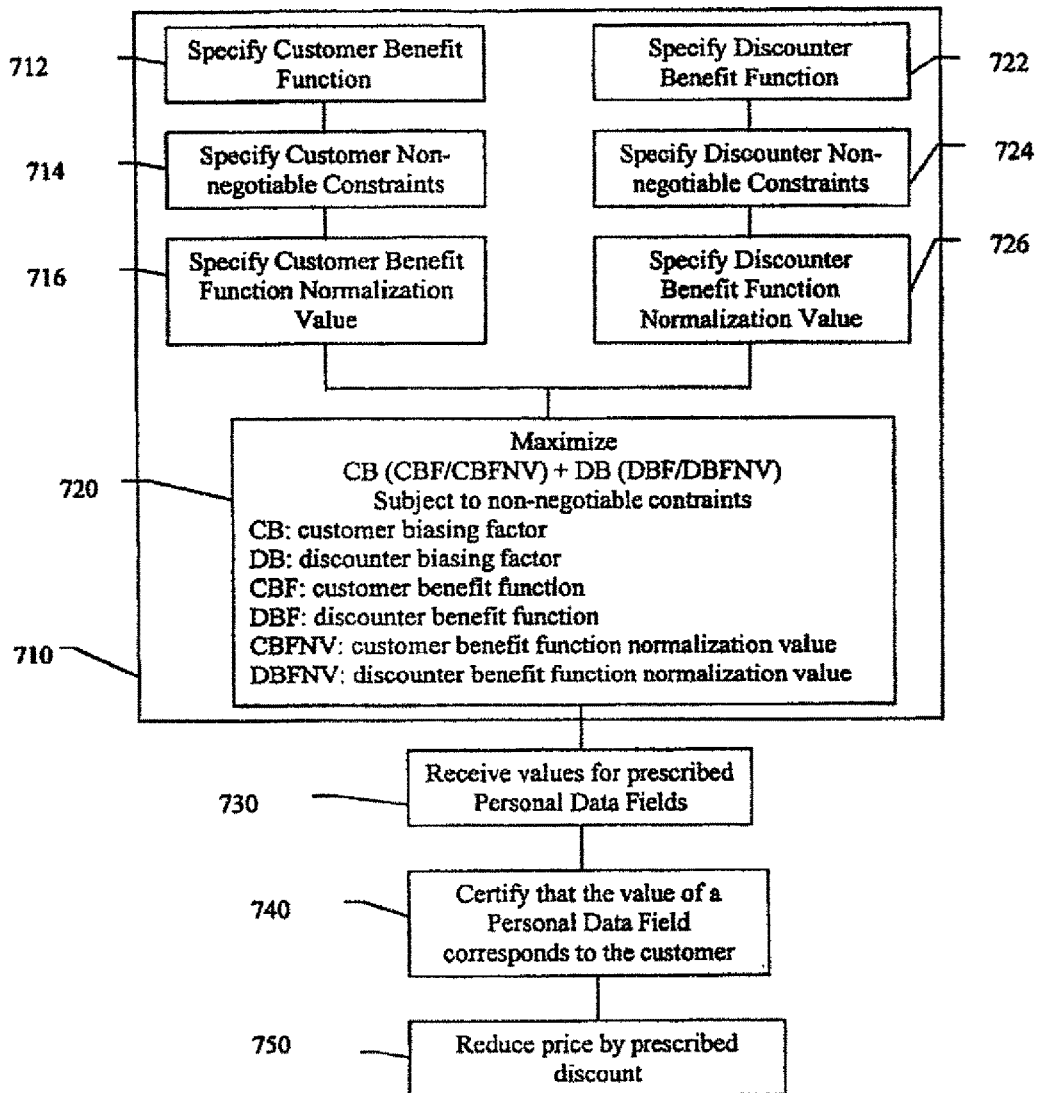 712
Specify Customer Benefit
Function
Specify Discounter
Benefit Function
722
714
Specify Customer Non-
negotiable Constraints
Specify Discounter Non-
negotiable Constraints
724
716
Specify Customer Benefit
Function Normalization
Value
Specify Discounter
Benefit Function
Normalization Value
726
720
Maximize
CB (CBF/CBFNV) + DB (DBF/DBFNV)
Subject to non-negotiable contraints
CB: customer biasing factor
DB: discounter biasing factor
CBF: customer benefit function
DBF: discounter benefit function
CBFNV: customer benefit function normalization value
DBFNV: discounter benefit function normalization value
710
730
Receive values for prescribed
Personal Data Fields
740
Certify that the value of a
Personal Data Field
corresponds to the customer
750
Reduce price by prescribed
discount